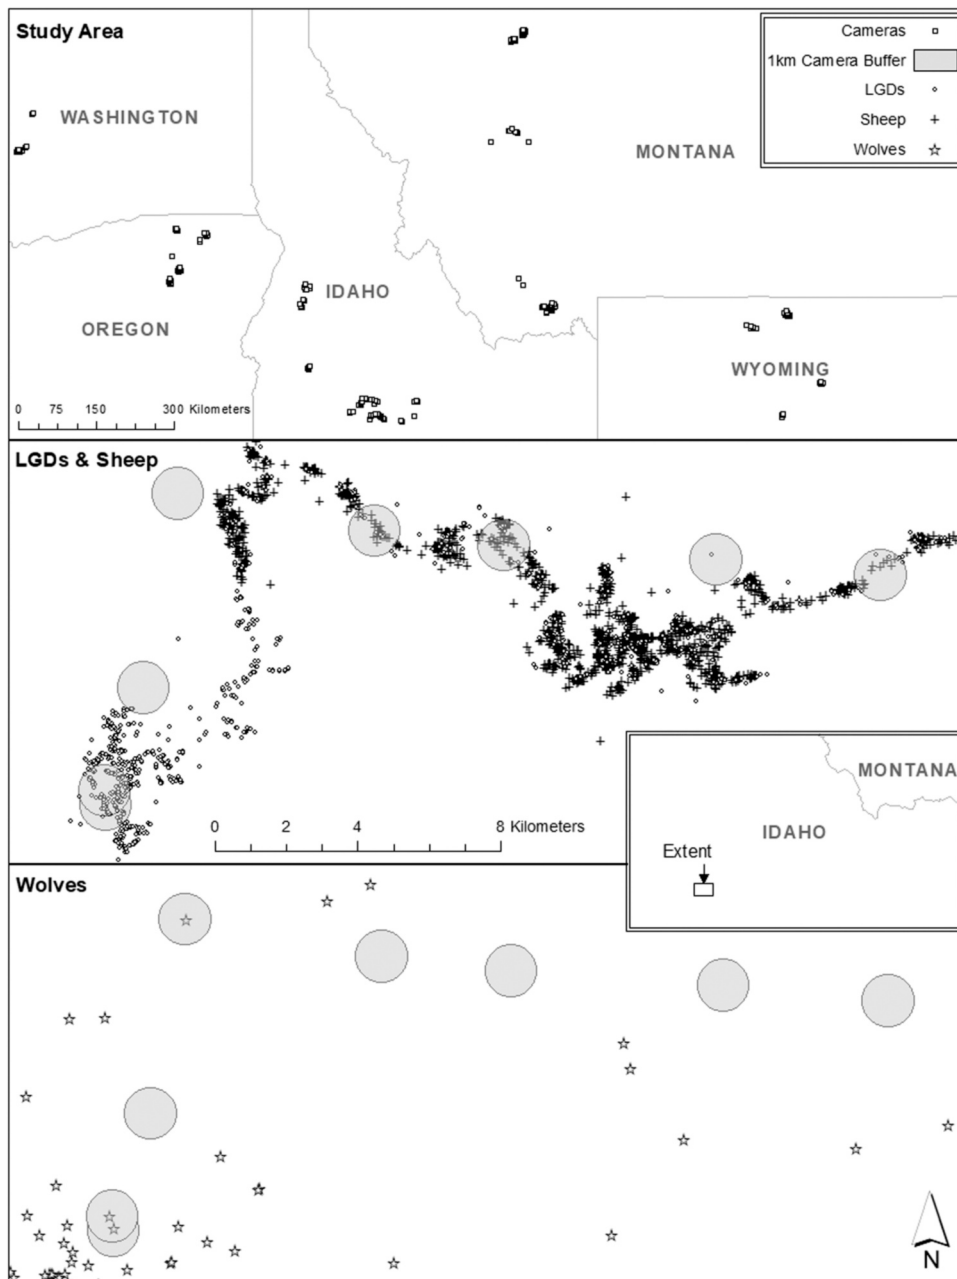 Study Area
Cameras
1km Camera Buffer
LGDs
Sheep
Wolves
WASHINGTON
MONTANA
IDAHO
OREGON
WYOMING
0 75 150 300 Kilometers
LGDs & Sheep
0 2 4 8 Kilometers
MONTANA
IDAHO
Extent
Wolves
N